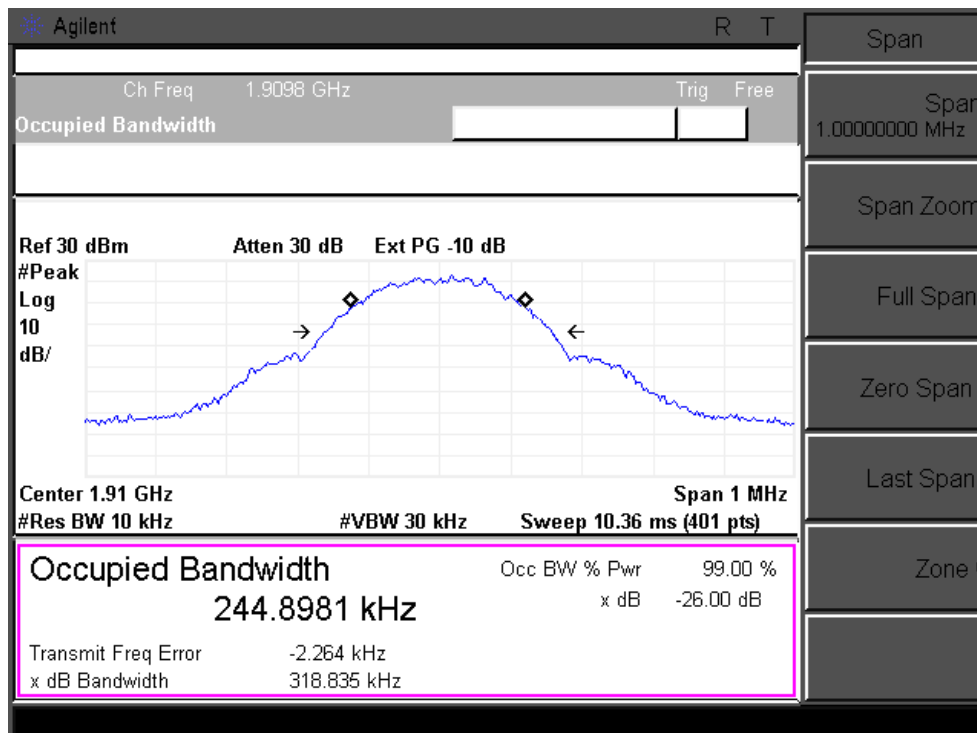 Agilent R T
Ch Freq 1.9098 GHz Trig Free
Occupied Bandwidth
Ref 30 dBm Atten 30 dB Ext PG -10 dB
#Peak
Log
10
dB/
Center 1.91 GHz Span 1 MHz
#Res BW 10 kHz #VBW 30 kHz Sweep 10.36 ms (401 pts)
Occupied Bandwidth
244.8981 kHz
Occ BW % Pwr 99.00 %
x dB -26.00 dB
Transmit Freq Error -2.264 kHz
x dB Bandwidth 318.835 kHz
Span
Span
1.00000000 MHz
Span Zoom
Full Span
Zero Span
Last Span
Zone